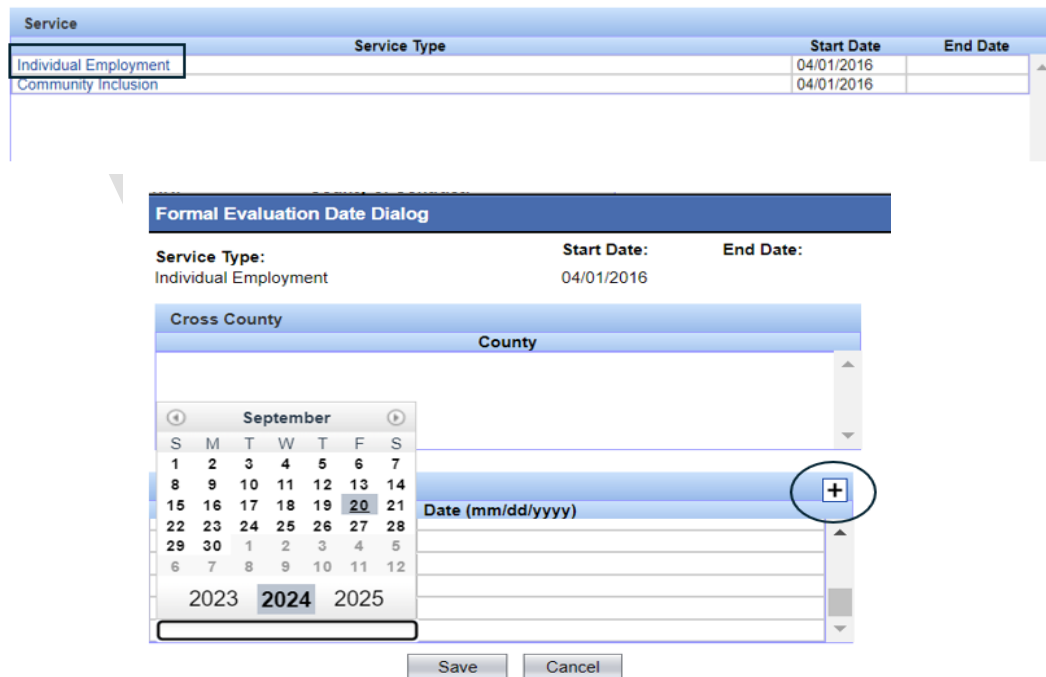 Service
Service Type Start Date End Date
Individual Employment 04/01/2016
Community Inclusion 04/01/2016
Formal Evaluation Date Dialog
Service Type: Start Date: End Date:
Individual Employment 04/01/2016
Cross County
County
September
S M T W T F S
1 2 3 4 5 6 7
8 9 10 11 12 13 14
15 16 17 18 19 20 21
Date (mm/dd/yyyy)
22 23 24 25 26 27 28
29 30 1 2 3 4 5
6 7 8 9 10 11 12
2023 2024 2025
Save Cancel